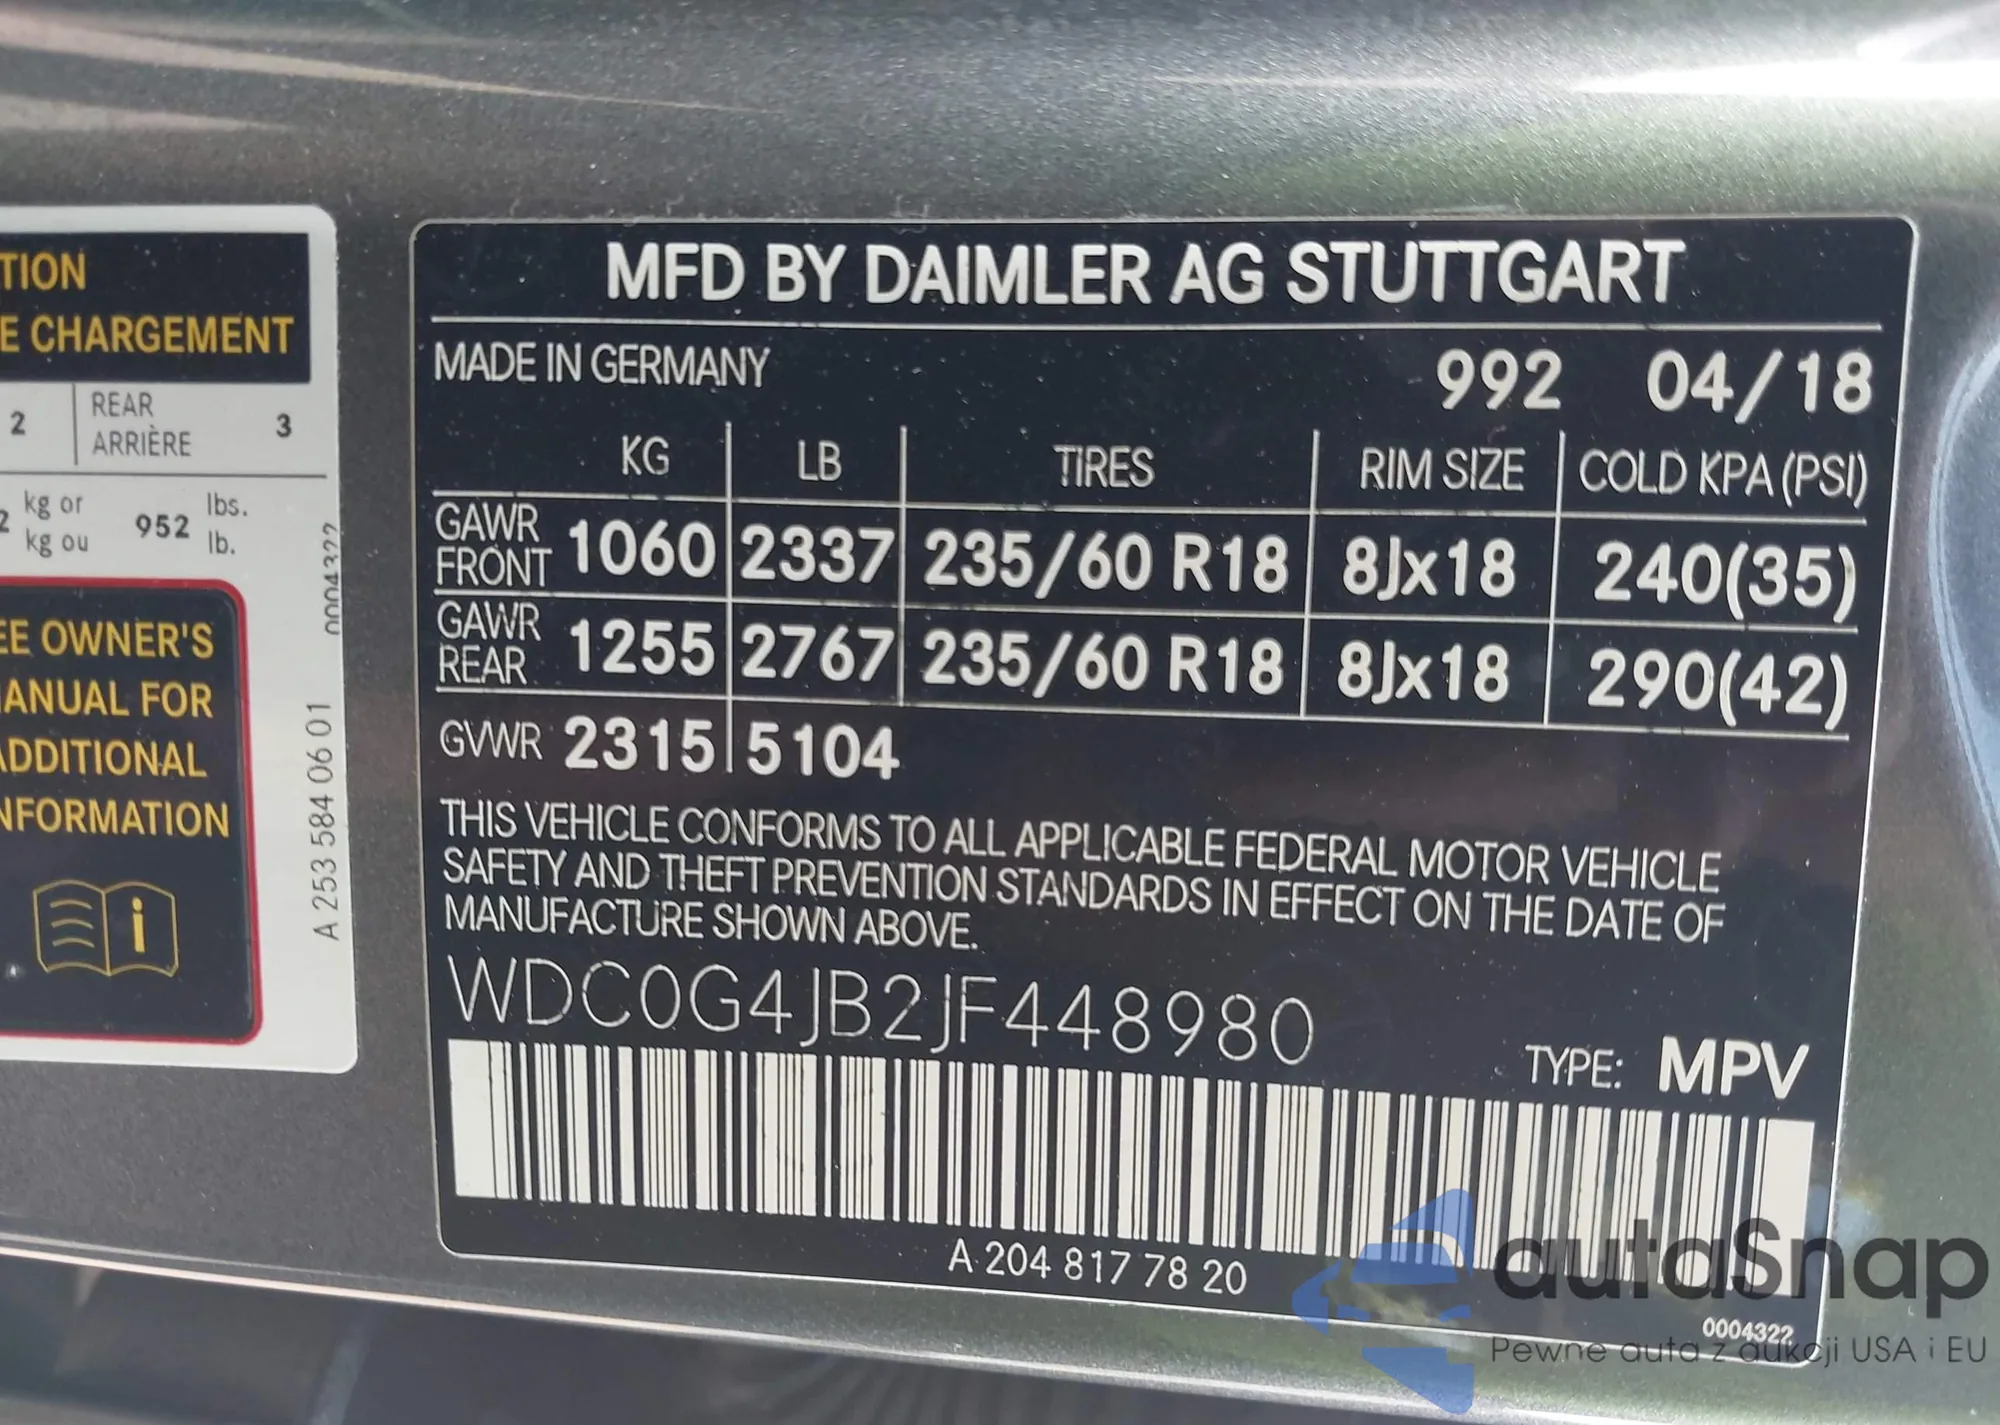 TION
E CHARGEMENT
2 REAR 3
ARRIÈRE
2 kg or 952 lbs.
kg ou lb.
EE OWNER'S
ANUAL FOR
ADDITIONAL
NFORMATION
i
0004322
A 253 584 06 01
MFD BY DAIMLER AG STUTTGART
MADE IN GERMANY 992 04/18
KG LB TIRES RIM SIZE COLD KPA (PSI)
GAWR FRONT 1060 2337 235/60 R18 8Jx18 240(35)
GAWR REAR 1255 2767 235/60 R18 8Jx18 290(42)
GVWR 2315 5104
THIS VEHICLE CONFORMS TO ALL APPLICABLE FEDERAL MOTOR VEHICLE
SAFETY AND THEFT PREVENTION STANDARDS IN EFFECT ON THE DATE OF
MANUFACTURE SHOWN ABOVE.
WDC0G4JB2JF448980
TYPE: MPV
A 204 817 78 20
0004322
autaSnap
Pewne auta z aukcji USA i EU